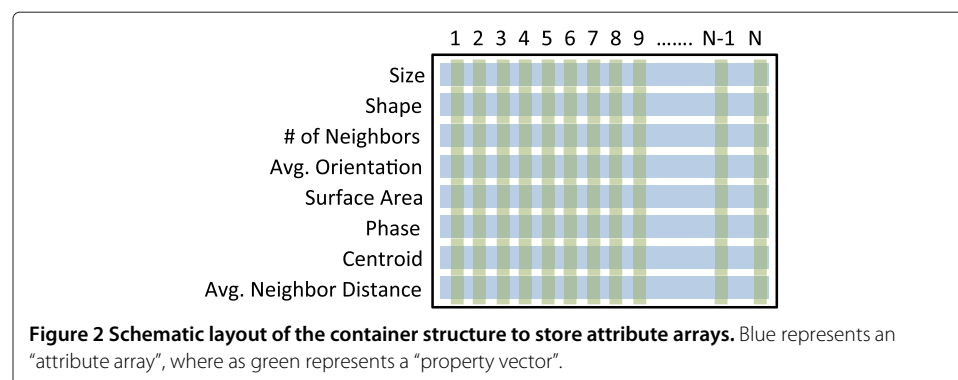 1 2 3 4 5 6 7 8 9 ....... N-1 N
Size
Shape
# of Neighbors
Avg. Orientation
Surface Area
Phase
Centroid
Avg. Neighbor Distance
Figure 2 Schematic layout of the container structure to store attribute arrays. Blue represents an
“attribute array”, where as green represents a “property vector”.